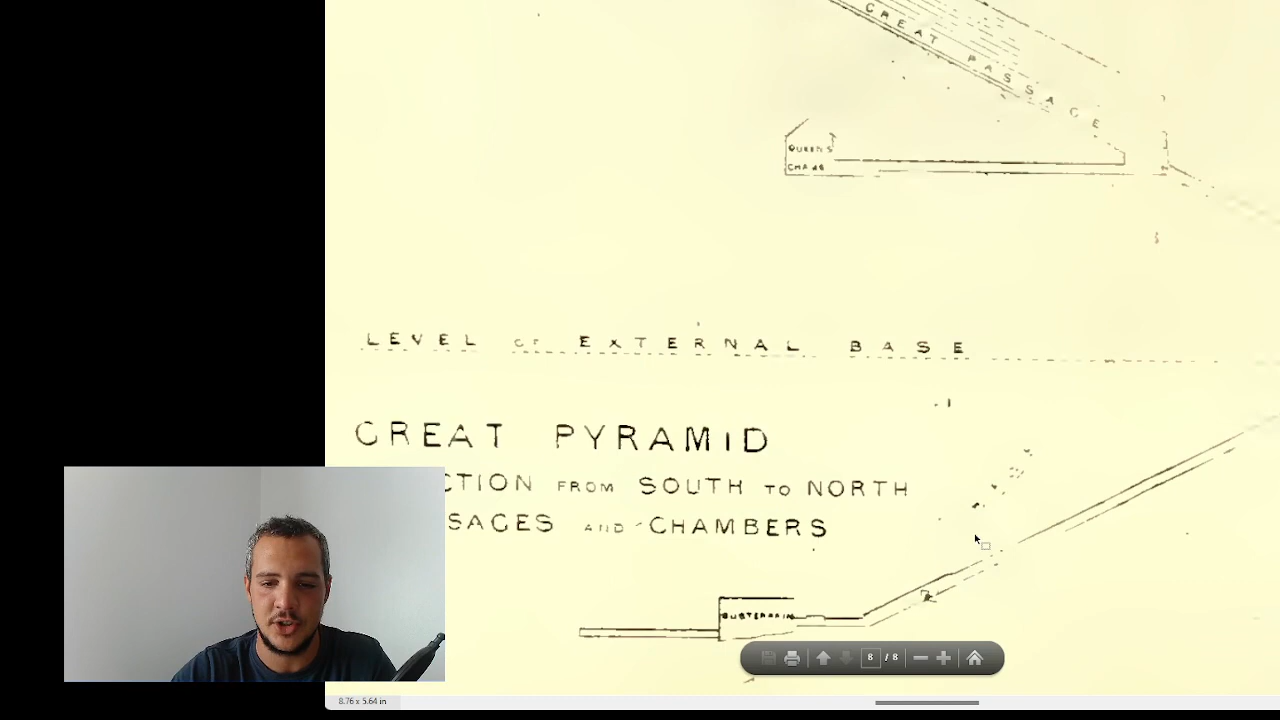 GREAT PASSAGE
QUEEN'S
CHAMB
LEVEL OF EXTERNAL BASE
GREAT PYRAMID
CTION FROM SOUTH TO NORTH
SAGES AND CHAMBERS
SUBTERRAIN
8 / 8
8.76 x 5.64 in